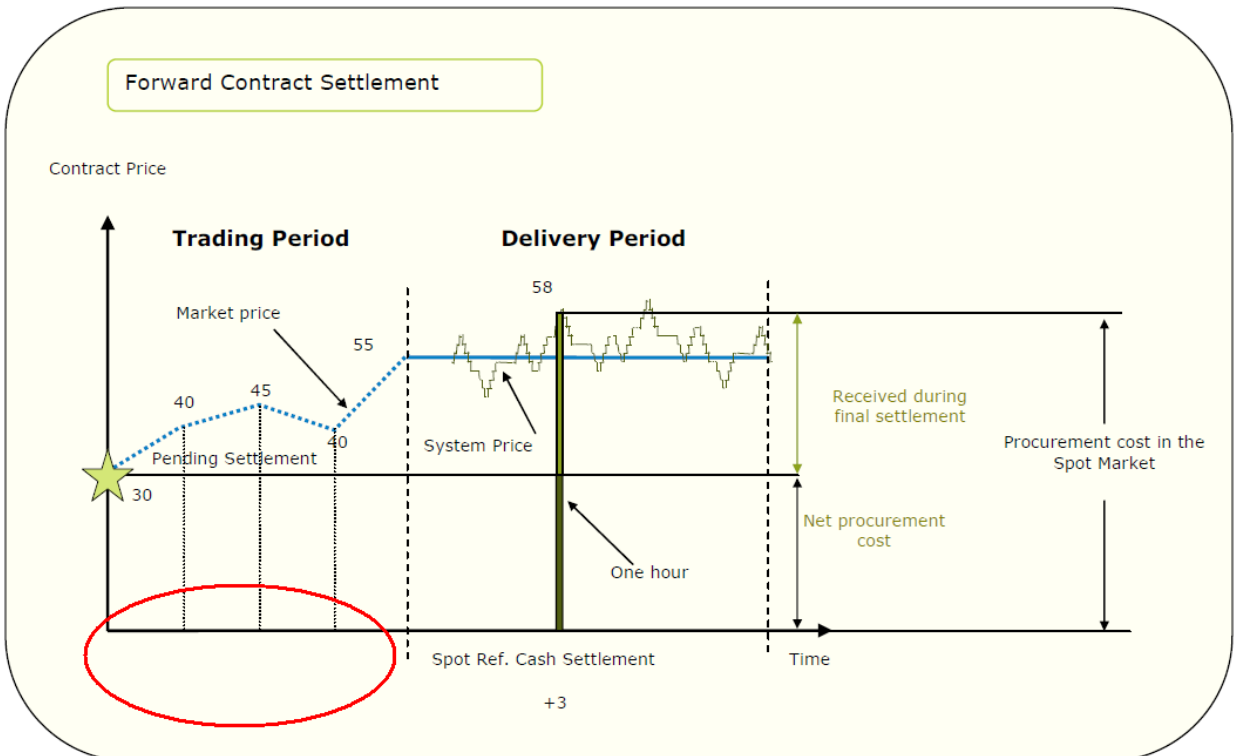 Forward Contract Settlement
Contract Price
Trading Period
Delivery Period
58
Market price
55
45
40
40
Received during
final settlement
System Price
Procurement cost in the
Spot Market
Pending Settlement
30
Net procurement
cost
One hour
Spot Ref. Cash Settlement
Time
+3